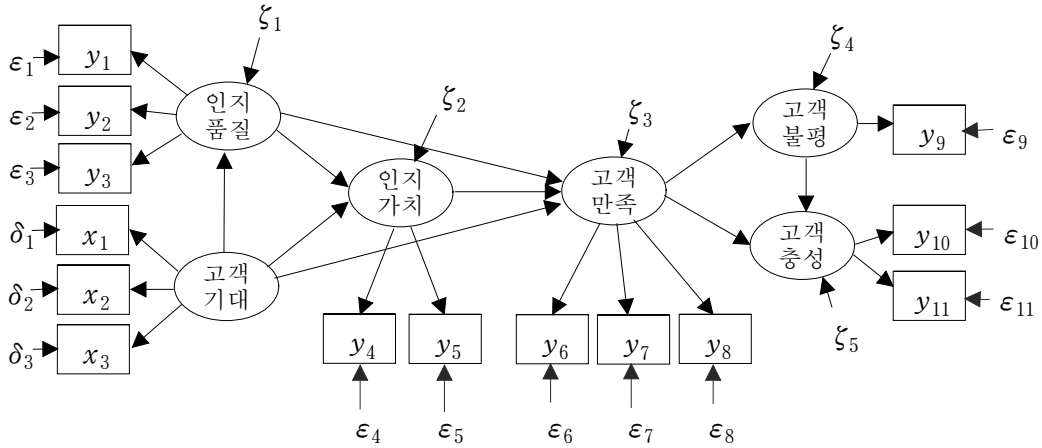 ζ1
ζ4
ε1 y1
인지
품질
ζ2
고객
불평
ε2 y2
ζ3
y9 ε9
ε3 y3
인지
가치
고객
만족
δ1 x1
고객
충성
y10 ε10
δ2 x2
고객
기대
y11 ε11
δ3 x3
y4 y5 y6 y7 y8
ζ5
ε4 ε5 ε6 ε7 ε8